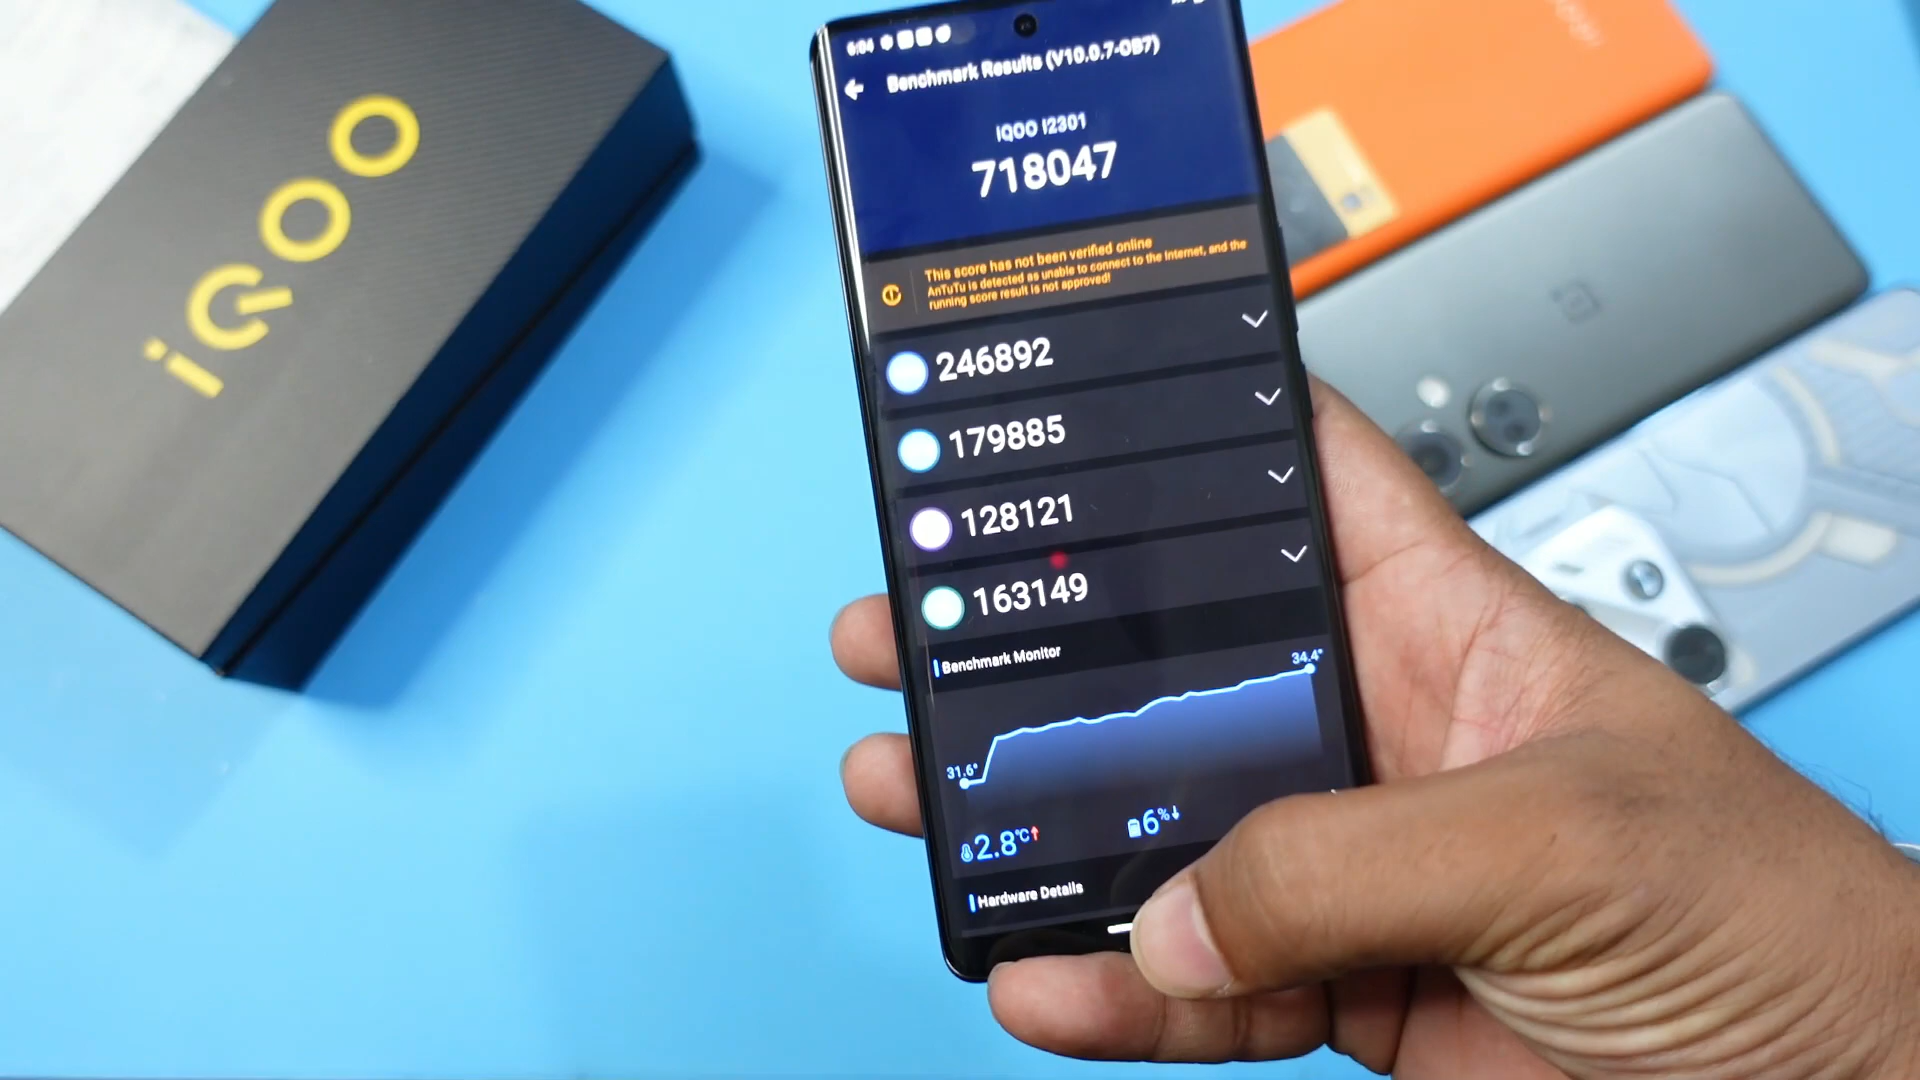 iQOO
6:04
Benchmark Results (V10.0.7-OB7)
iQOO I2301
718047
This score has not been verified online
AnTuTu is detected as unable to connect to the Internet, and the
running score result is not approved!
246892
179885
128121
163149
Benchmark Monitor
34.4°
31.6°
2.8°C↑
6%↓
Hardware Details